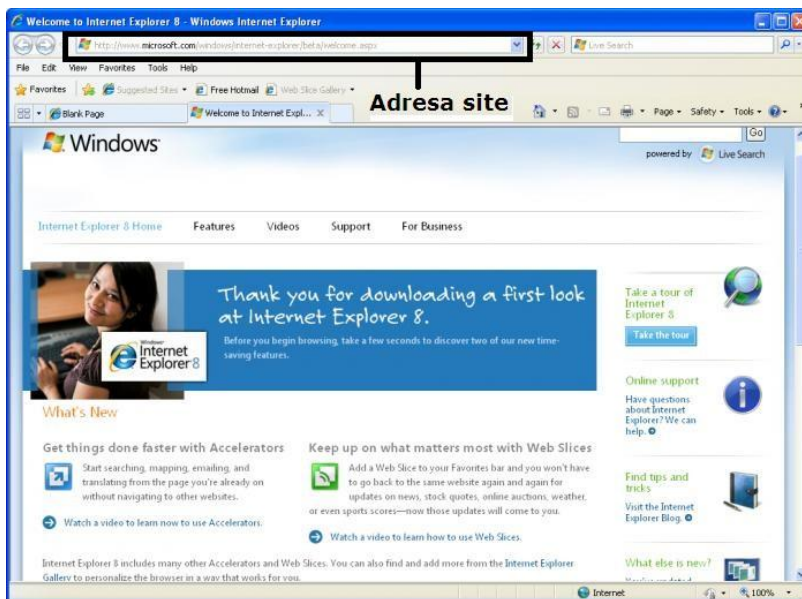 Welcome to Internet Explorer 8 - Windows Internet Explorer
http://www.microsoft.com/windows/internet-explorer/beta/welcome.aspx
Live Search
File Edit View Favorites Tools Help
Favorites Suggested Sites Free Hotmail Web Slice Gallery
Adresa site
Blank Page Welcome to Internet Expl... X Page Safety Tools
Windows
Go
powered by Live Search
Internet Explorer 8 Home Features Videos Support For Business
Thank you for downloading a first look
at Internet Explorer 8.
Before you begin browsing, take a few seconds to discover two of our new time-
saving features.
Windows
Internet
Explorer 8
Take a tour of
Internet
Explorer 8
Take the tour
Online support
Have questions
about Internet
Explorer? We can
help.
Find tips and
tricks
Visit the Internet
Explorer Blog.
What else is new?
What's New
Get things done faster with Accelerators
Start searching, mapping, emailing, and
translating from the page you're already on
without navigating to other websites.
Watch a video to learn now to use Accelerators.
Keep up on what matters most with Web Slices
Add a Web Slice to your Favorites bar and you won't have
to go back to the same website again and again for
updates on news, stock quotes, online auctions, weather,
or even sports scores—now those updates will come to you.
Watch a video to learn how to use Web Slices.
Internet Explorer 8 includes many other Accelerators and Web Slices. You can also find and add more from the Internet Explorer
Gallery to personalize the browser in a way that works for you.
Internet 100%